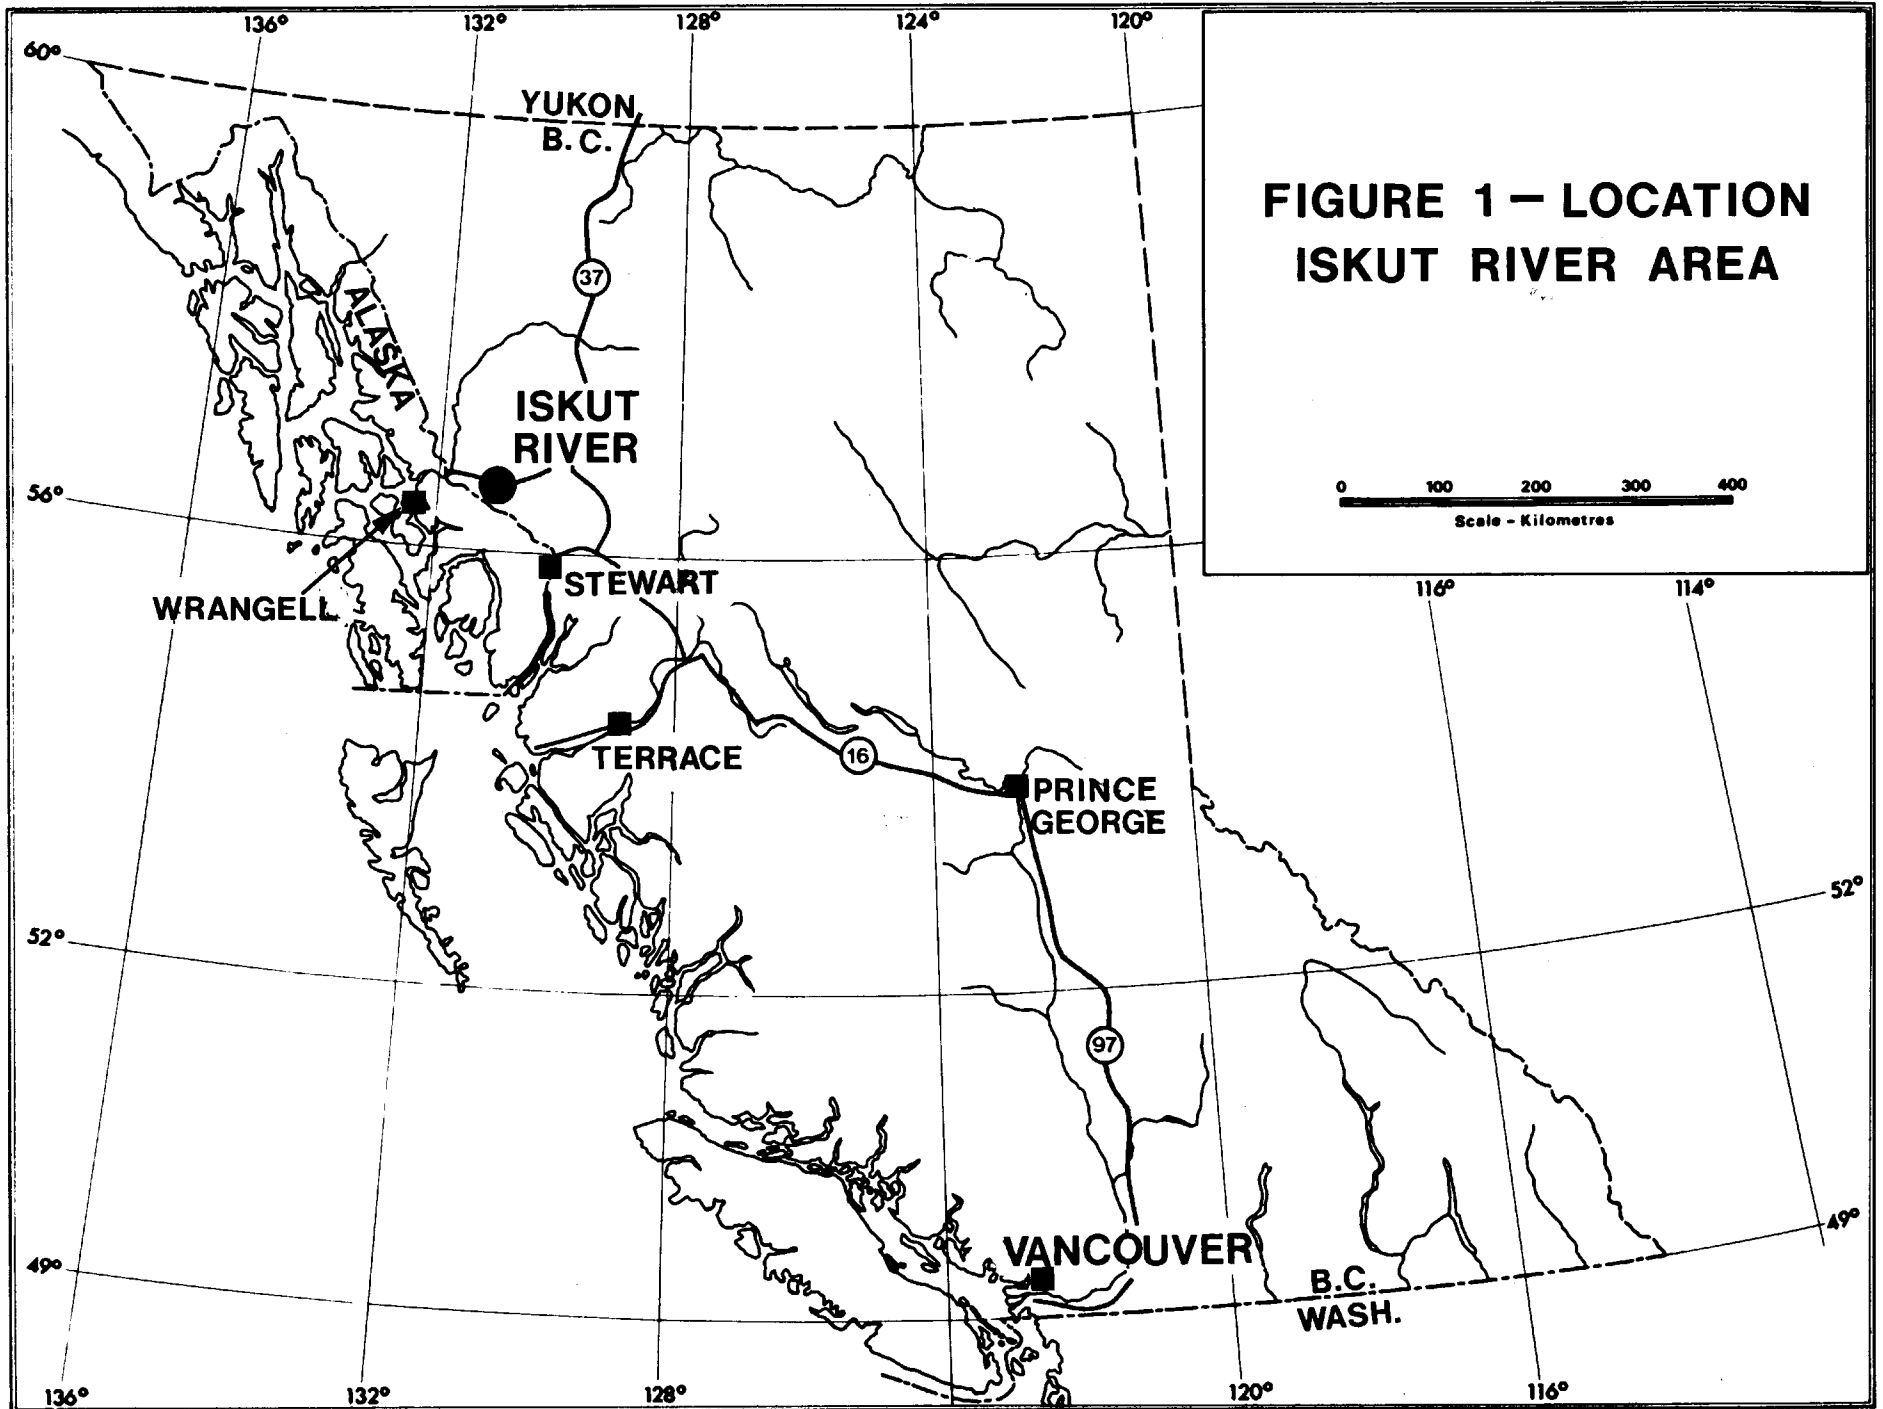 136° 132° 128° 124° 120°
60°
YUKON
B.C.
FIGURE 1 — LOCATION
ISKUT RIVER AREA
37
ALASKA
ISKUT
RIVER
0 100 200 300 400
Scale - Kilometres
56°
STEWART
WRANGELL
116° 114°
TERRACE
16
PRINCE
GEORGE
52°
52°
97
49°
VANCOUVER
49°
B.C.
WASH.
136° 132° 128° 120° 116°